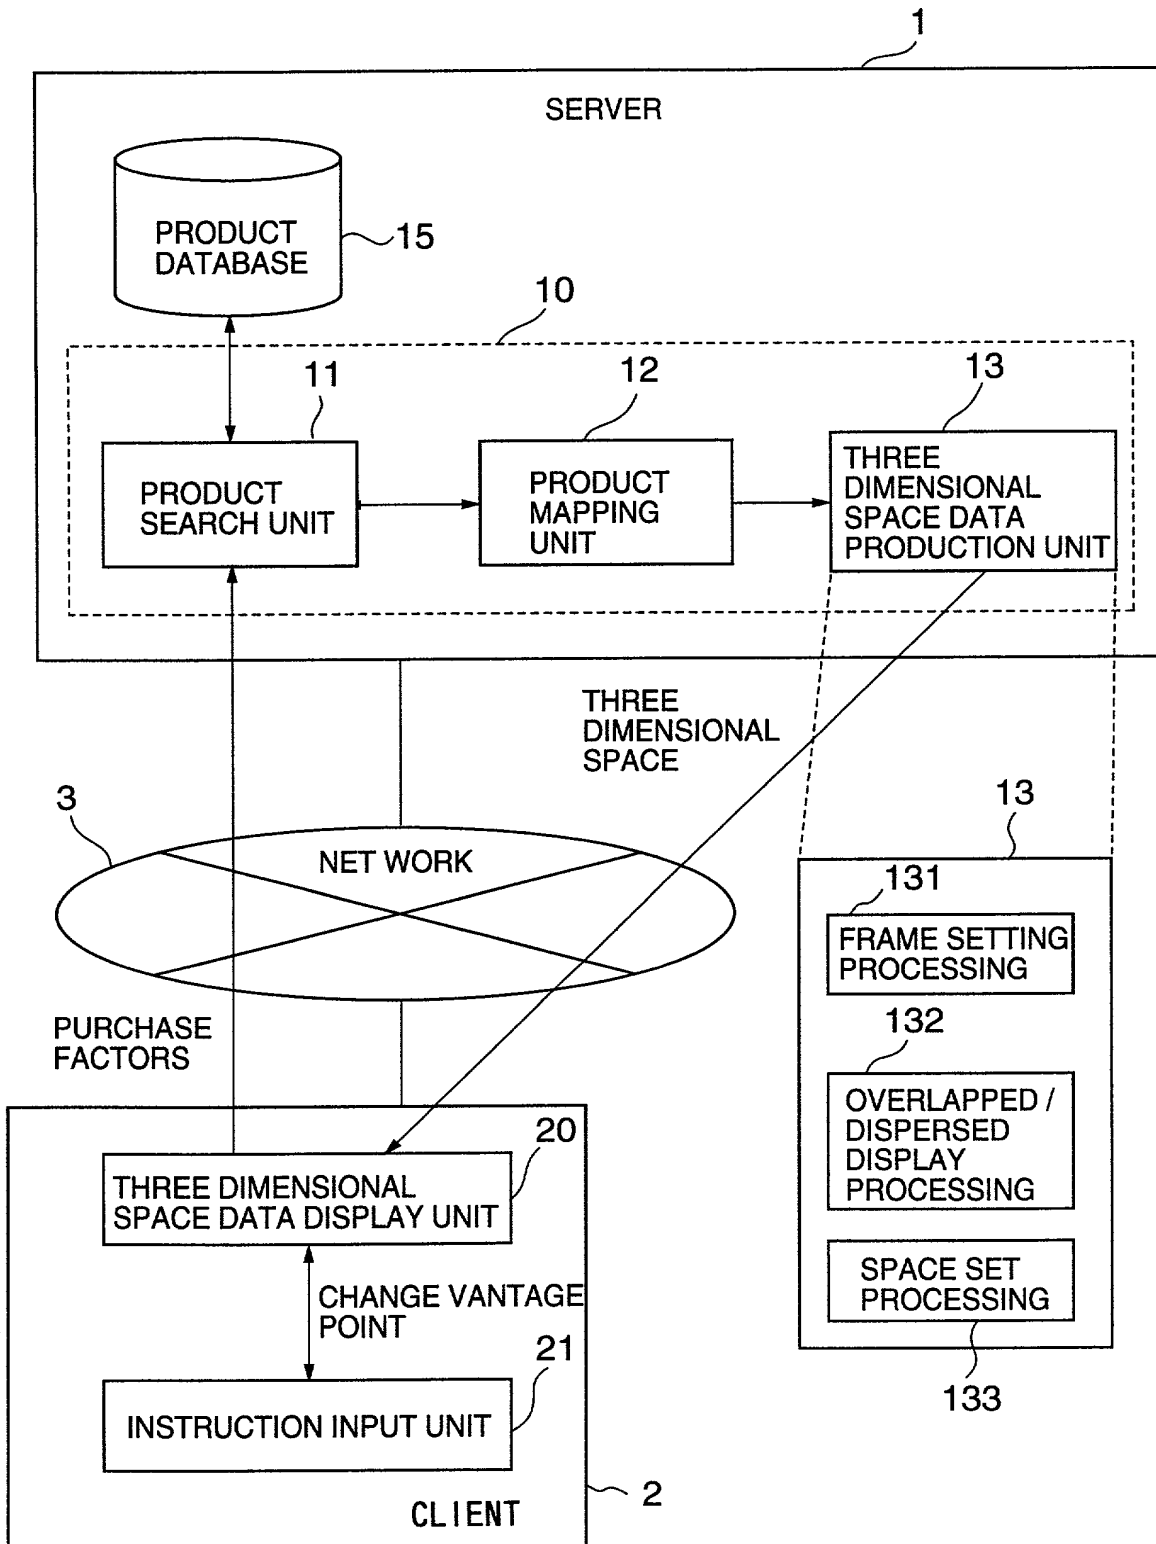 1
SERVER
PRODUCT
DATABASE
15
10
11
12
13
PRODUCT
SEARCH UNIT
PRODUCT
MAPPING
UNIT
THREE
DIMENSIONAL
SPACE DATA
PRODUCTION UNIT
THREE
DIMENSIONAL
SPACE
3
NET WORK
13
131
FRAME SETTING
PROCESSING
132
OVERLAPPED /
DISPERSED
DISPLAY
PROCESSING
SPACE SET
PROCESSING
133
PURCHASE
FACTORS
20
THREE DIMENSIONAL
SPACE DATA DISPLAY UNIT
CHANGE VANTAGE
POINT
21
INSTRUCTION INPUT UNIT
2
CLIENT